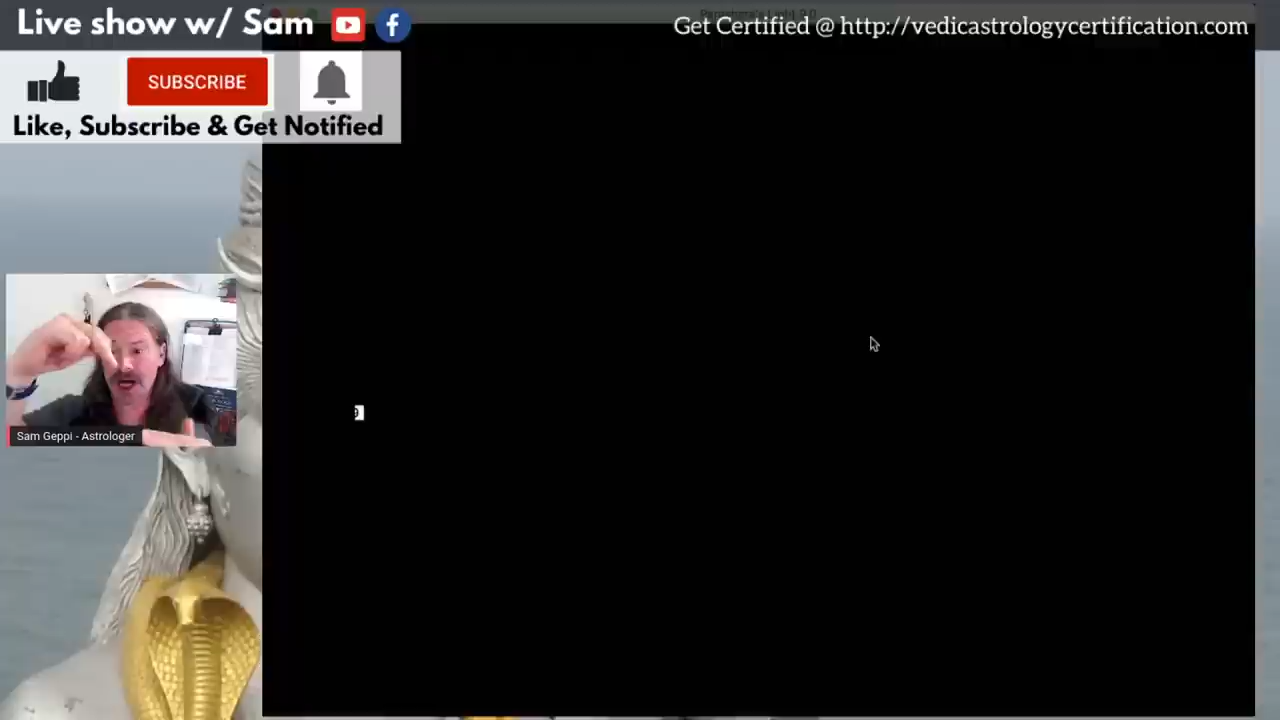 Live show w/ Sam
Get Certified @ http://vedicastrologycertification.com
SUBSCRIBE
Like, Subscribe & Get Notified
Sam Geppi - Astrologer